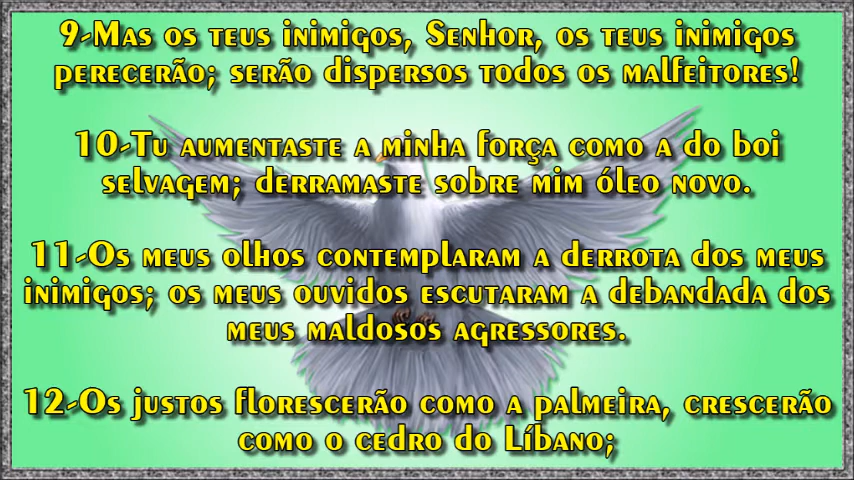 9-Mas os teus inimigos, Senhor, os teus inimigos
perecerão; serão dispersos todos os malfeitores!
10-Tu aumentaste a minha força como a do boi
selvagem; derramaste sobre mim óleo novo.
11-Os meus olhos contemplaram a derrota dos meus
inimigos; os meus ouvidos escutaram a debandada dos
meus maldosos agressores.
12-Os justos florescerão como a palmeira, crescerão
como o cedro do Líbano;